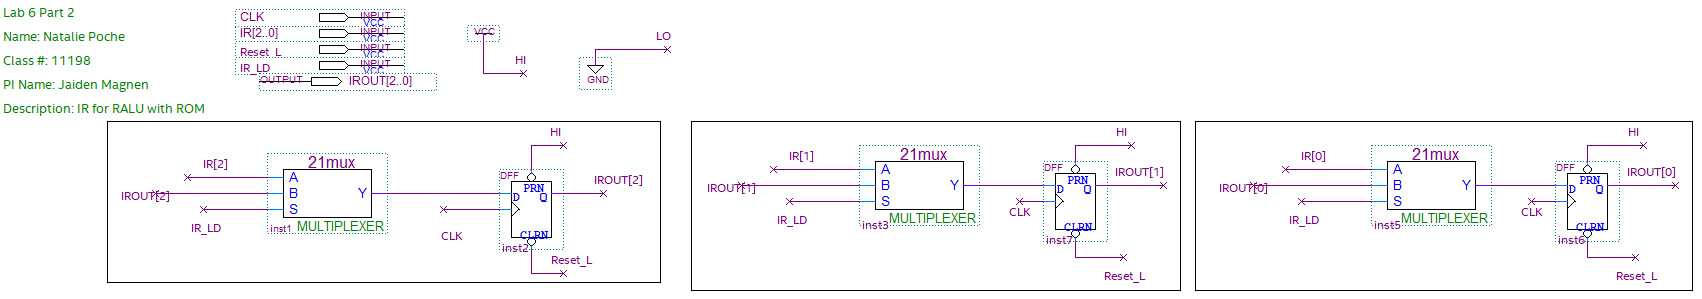 Lab 6 Part 2
Name: Natalie Poche
Class #: 11198
PI Name: Jaiden Magnen
Description: IR for RALU with ROM
CLK INPUT VCC
IR[2..0] INPUT VCC
Reset_L INPUT VCC
IR_LD INPUT VCC
OUTPUT IROUT[2..0]
VCC
HI
LO
GND
HI
21mux
IR[2]
A
DFF
IROUT[2]
B
Y
PRN
D Q
IROUT[2]
S
IR_LD
inst1 MULTIPLEXER
CLK
CLRN
inst2
Reset_L
HI
21mux
IR[1]
A
DFF
IROUT[1]
B
Y
PRN
D Q
IROUT[1]
S
IR_LD
inst3 MULTIPLEXER
CLK
CLRN
inst7
Reset_L
HI
21mux
IR[0]
A
DFF
IROUT[0]
B
Y
PRN
D Q
IROUT[0]
S
IR_LD
inst5 MULTIPLEXER
CLK
CLRN
inst6
Reset_L